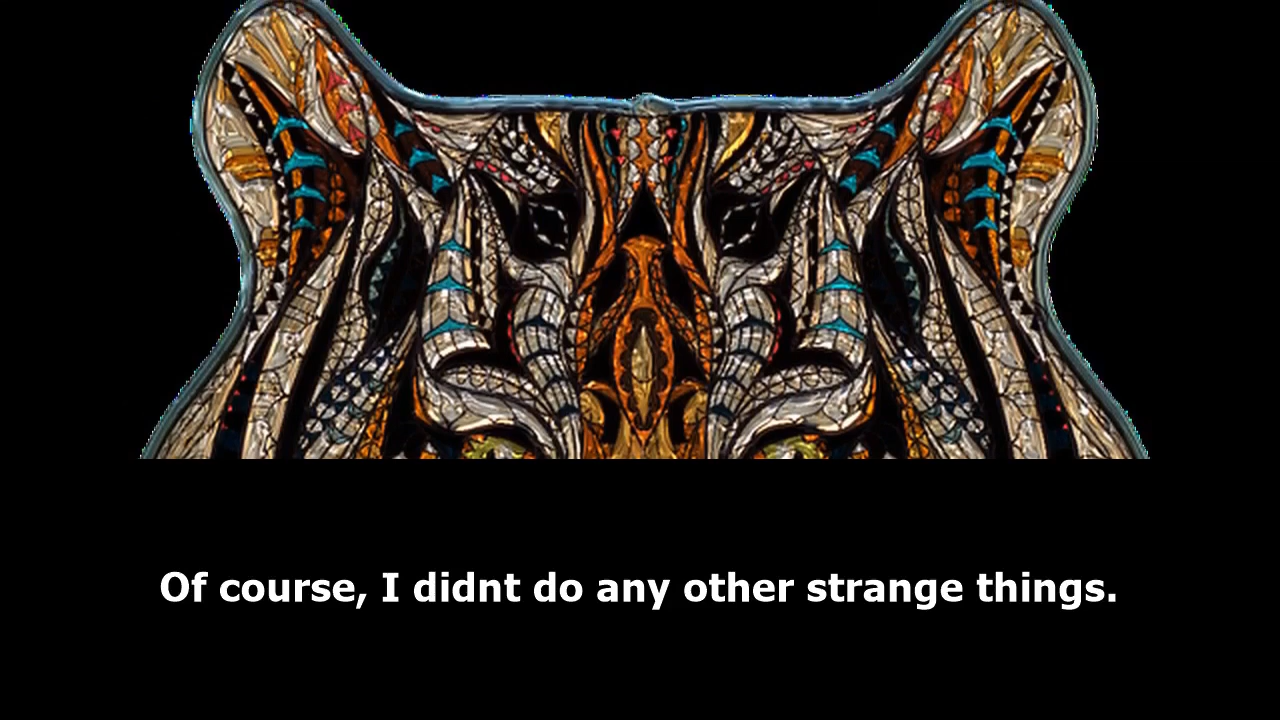 Of course, I didnt do any other strange things.